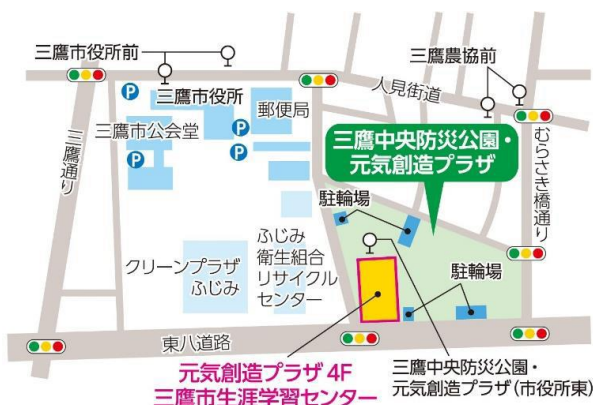 三鷹市役所前
三鷹農協前
人見街道
P
三鷹市役所
郵便局
P
三鷹市公会堂
P
P
三鷹通り
むらさき橋通り
三鷹中央防災公園・
元気創造プラザ
駐輪場
ふじみ
衛生組合
リサイクル
センター
クリーンプラザ
ふじみ
駐輪場
東八道路
元気創造プラザ 4F
三鷹市生涯学習センター
三鷹中央防災公園・
元気創造プラザ(市役所東)